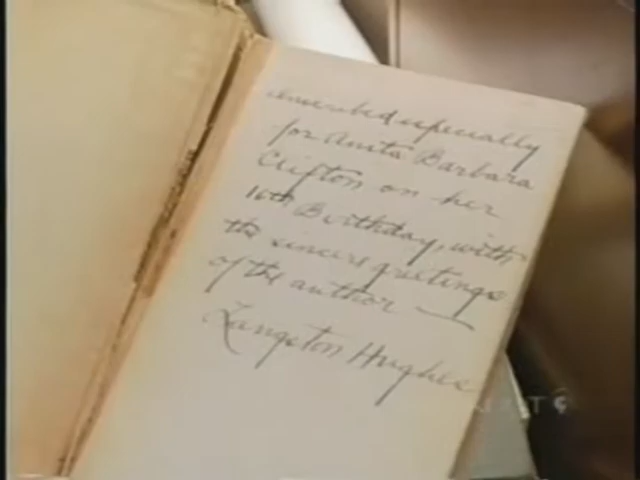 inscribed especially
for Anita Barbara
Clifton on her
16th Birthday, with
the sincere greetings
of the author —
Langston Hughes